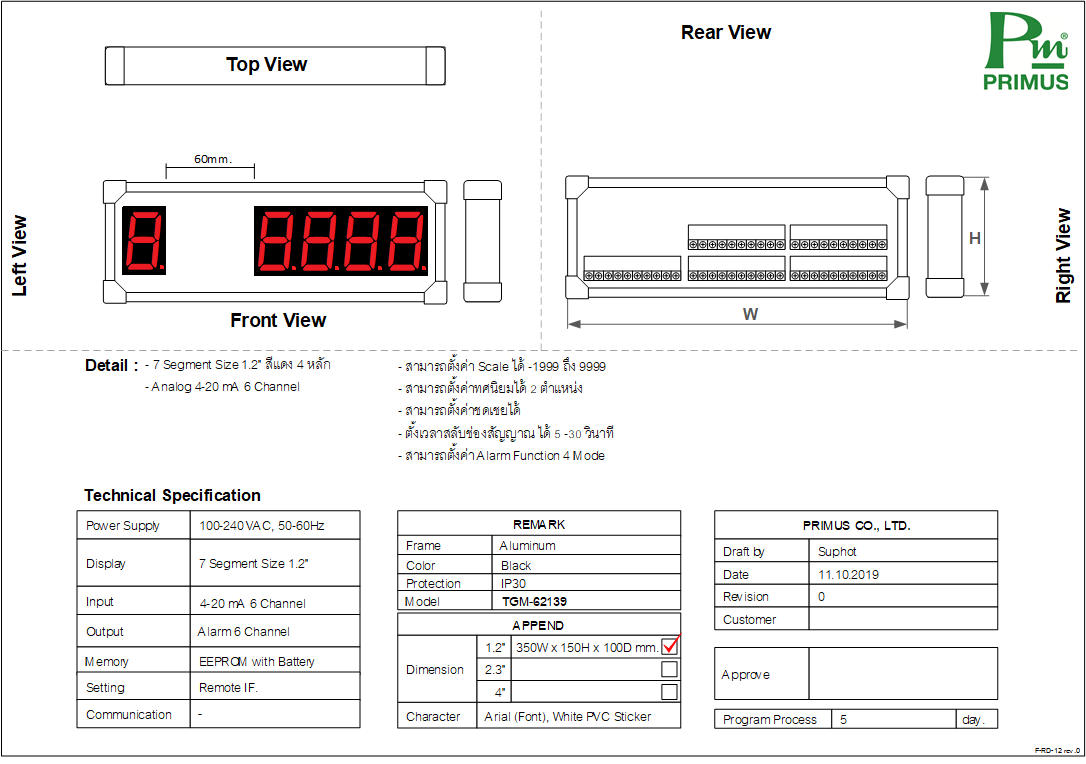 Top View
Rear View
Pm®
PRIMUS
60mm.
8 8.8.8.8.
Left View
Front View
H
W
Right View
Detail :
- 7 Segment Size 1.2" สีแดง 4 หลัก
- Analog 4-20 mA 6 Channel
- สามารถตั้งค่า Scale ได้ -1999 ถึง 9999
- สามารถตั้งค่าทศนิยมได้ 2 ตำแหน่ง
- สามารถตั้งค่าชดเชยได้
- ตั้งเวลาสลับช่องสัญญาณ ได้ 5 -30 วินาที
- สามารถตั้งค่า Alarm Function 4 Mode
Technical Specification
Power Supply 100-240 VAC, 50-60Hz
Display 7 Segment Size 1.2"
Input 4-20 mA 6 Channel
Output Alarm 6 Channel
Memory EEPROM with Battery
Setting Remote IF.
Communication -
REMARK
Frame Aluminum
Color Black
Protection IP30
Model TGM-62139
APPEND
Dimension
1.2" 350W x 150H x 100D mm.
2.3"
4"
Character Arial (Font), White PVC Sticker
PRIMUS CO., LTD.
Draft by Suphot
Date 11.10.2019
Revision 0
Customer
Approve
Program Process 5 day.
F-RD-12 rev.0